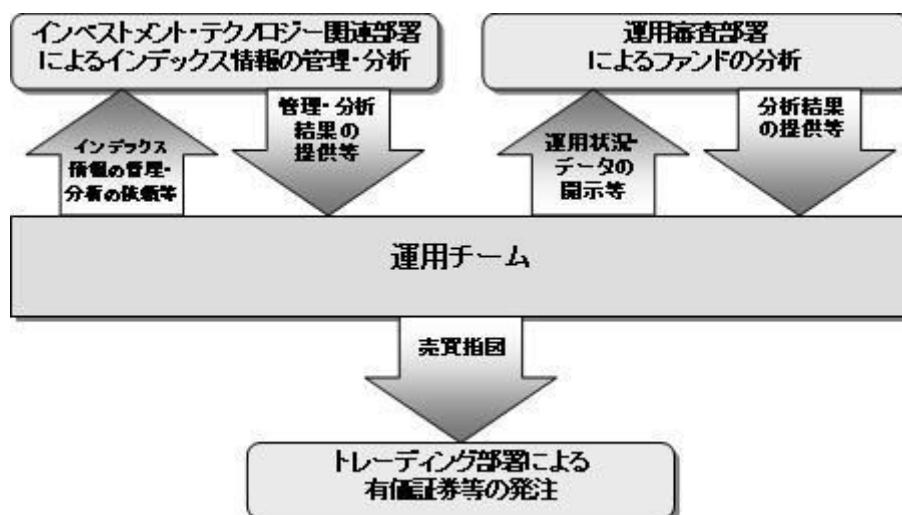 インベストメント・テクノロジー関連部署
によるインデックス情報の管理・分析
運用審査部署
によるファンドの分析
インデックス
情報の管理・
分析の依頼等
管理・分析
結果の
提供等
運用状況・
データの
開示等
分析結果
の提供等
運用チーム
売買指図
トレーディング部署による
有価証券等の発注